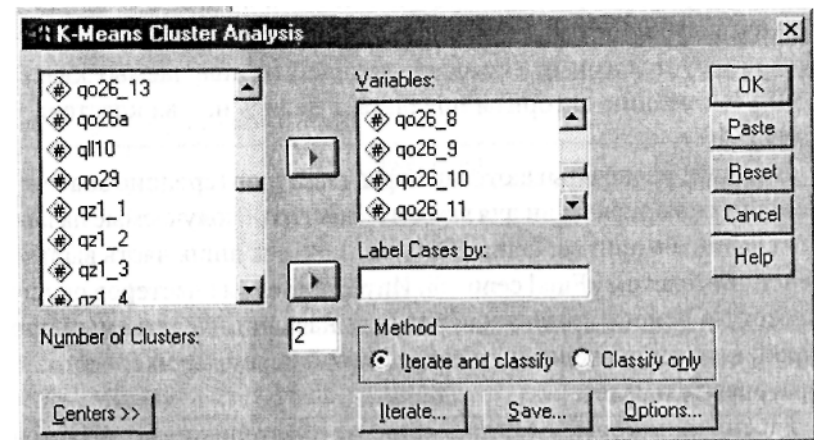 K-Means Cluster Analysis
qo26_13
qo26a
qll10
qo29
qz1_1
qz1_2
qz1_3
qz1_4
Number of Clusters:
2
Centers >>
Variables:
qo26_8
qo26_9
qo26_10
qo26_11
Label Cases by:
Method
Iterate and classify
Classify only
Iterate...
Save...
Options...
OK
Paste
Reset
Cancel
Help